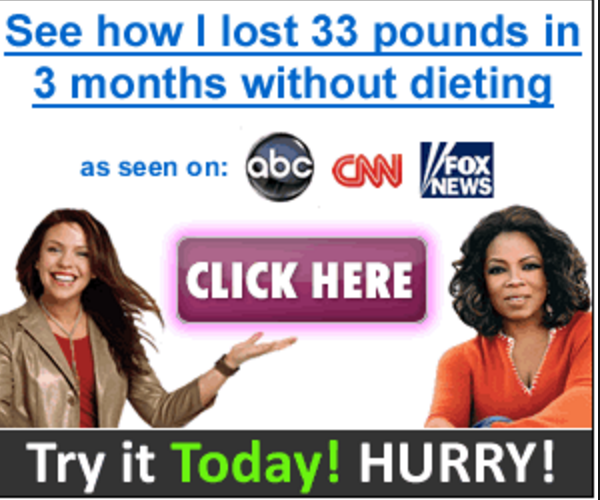 See how I lost 33 pounds in
3 months without dieting
as seen on: abc CNN FOX
NEWS
CLICK HERE
Try it Today! HURRY!